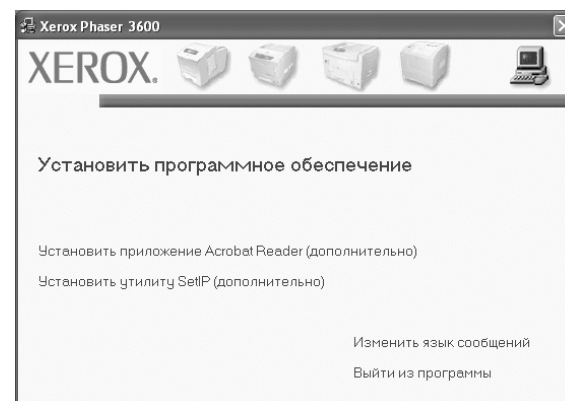 Xerox Phaser 3600
XEROX.
Установить программное обеспечение
Установить приложение Acrobat Reader (дополнительно)
Установить утилиту SetIP (дополнительно)
Изменить язык сообщений
Выйти из программы